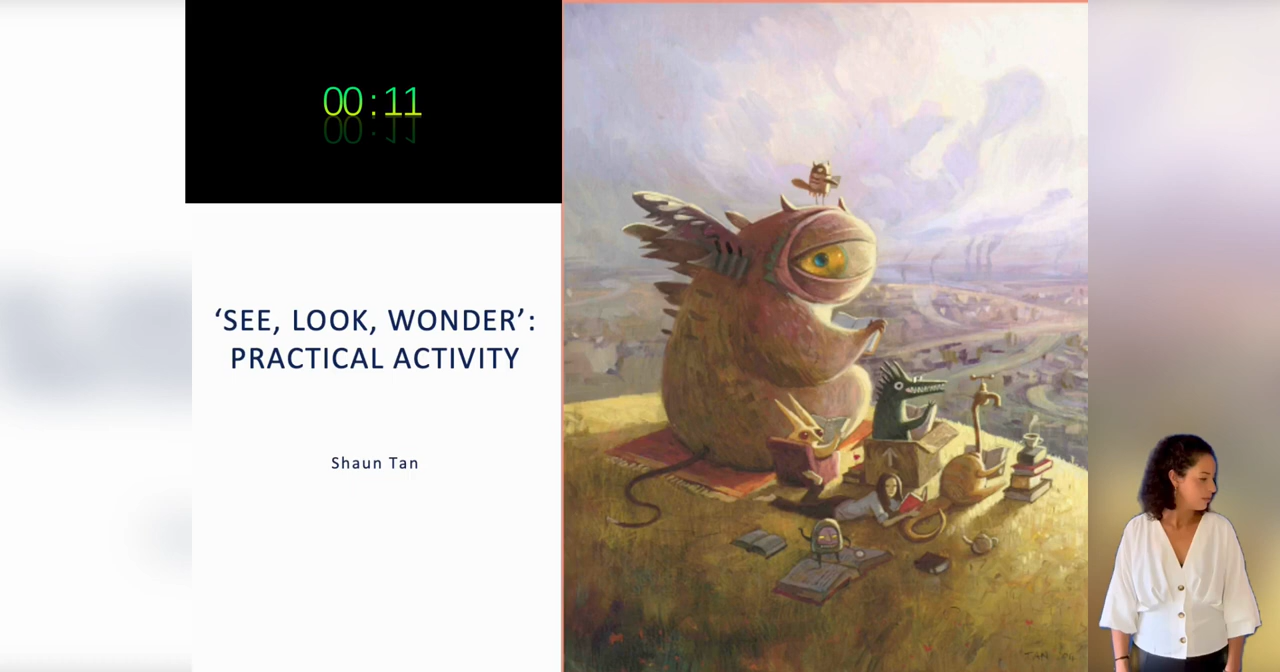 00:11
‘SEE, LOOK, WONDER’:
PRACTICAL ACTIVITY
Shaun Tan